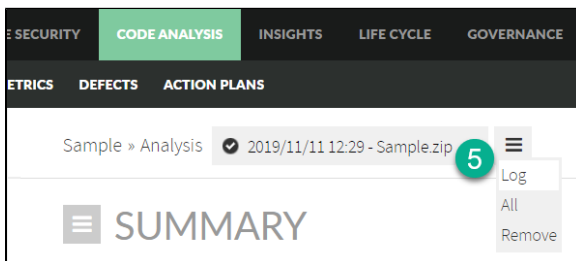 E SECURITY CODE ANALYSIS INSIGHTS LIFE CYCLE GOVERNANCE
ETRICS DEFECTS ACTION PLANS
Sample » Analysis 2019/11/11 12:29 - Sample.zip
5
Log
All
Remove
SUMMARY